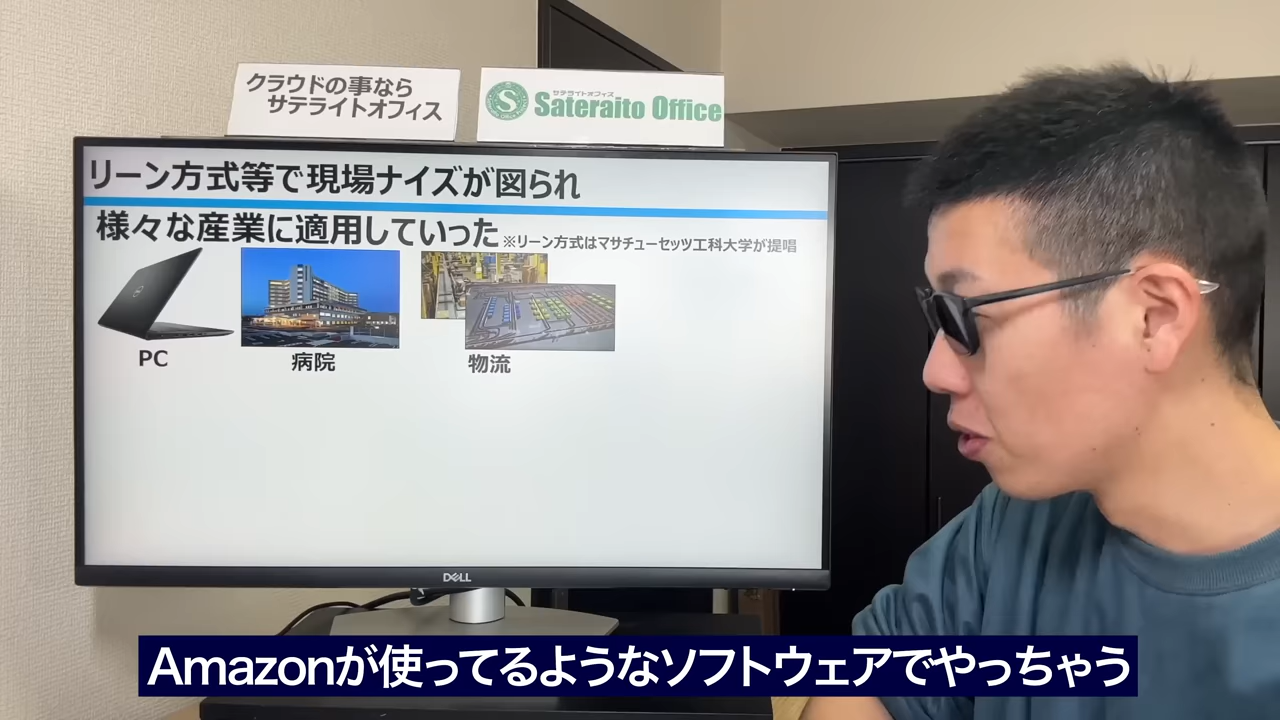 クラウドの事なら
サテライトオフィス
サテライトオフィス
Sateraito Office
リーン方式等で現場ナイズが図られ
様々な産業に適用していった
※リーン方式はマサチューセッツ工科大学が提唱
PC
病院
物流
DELL
Amazonが使ってるようなソフトウェアでやっちゃう